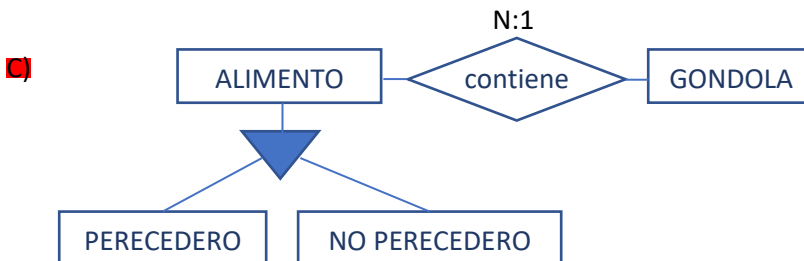 N:1
C)
ALIMENTO contiene GONDOLA
PERECEDERO NO PERECEDERO